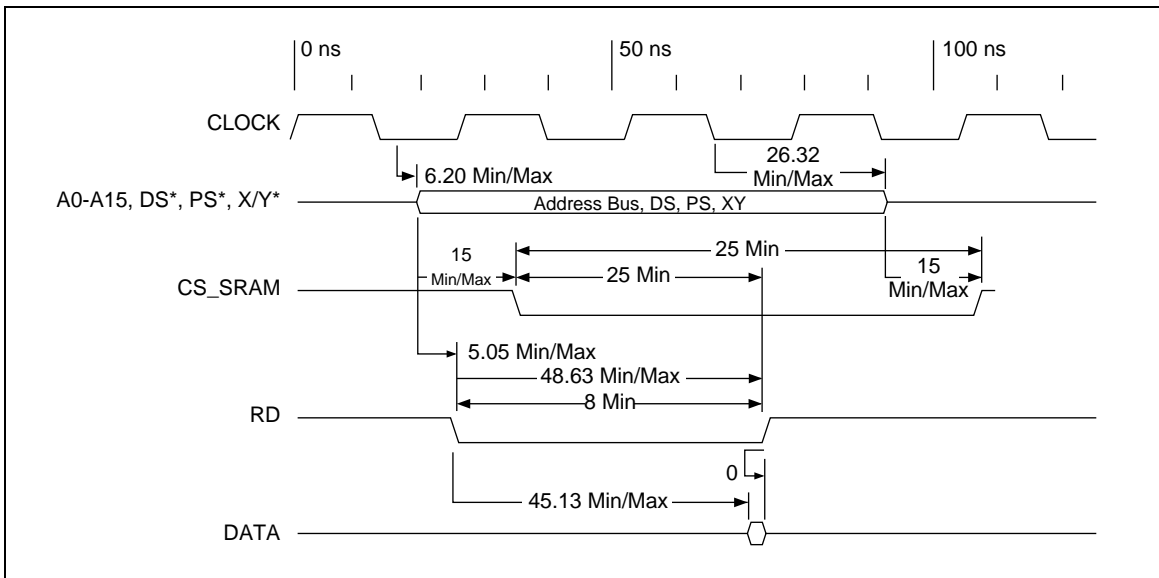 0 ns
50 ns
100 ns
CLOCK
6.20 Min/Max
26.32
Min/Max
A0-A15, DS*, PS*, X/Y*
Address Bus, DS, PS, XY
25 Min
15
Min/Max
25 Min
15
Min/Max
CS_SRAM
5.05 Min/Max
48.63 Min/Max
8 Min
RD
0
45.13 Min/Max
DATA